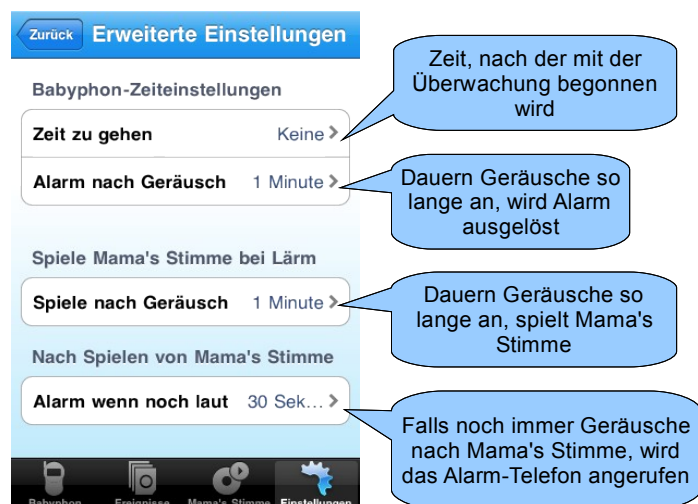 Zurück Erweiterte Einstellungen
Babyphon-Zeiteinstellungen
Zeit zu gehen Keine
Alarm nach Geräusch 1 Minute
Spiele Mama's Stimme bei Lärm
Spiele nach Geräusch 1 Minute
Nach Spielen von Mama's Stimme
Alarm wenn noch laut 30 Sek...
Babyphon Ereignisse Mama's Stimme Einstellungen
Zeit, nach der mit der
Überwachung begonnen
wird
Dauern Geräusche so
lange an, wird Alarm
ausgelöst
Dauern Geräusche so
lange an, spielt Mama's
Stimme
Falls noch immer Geräusche
nach Mama's Stimme, wird
das Alarm-Telefon angerufen